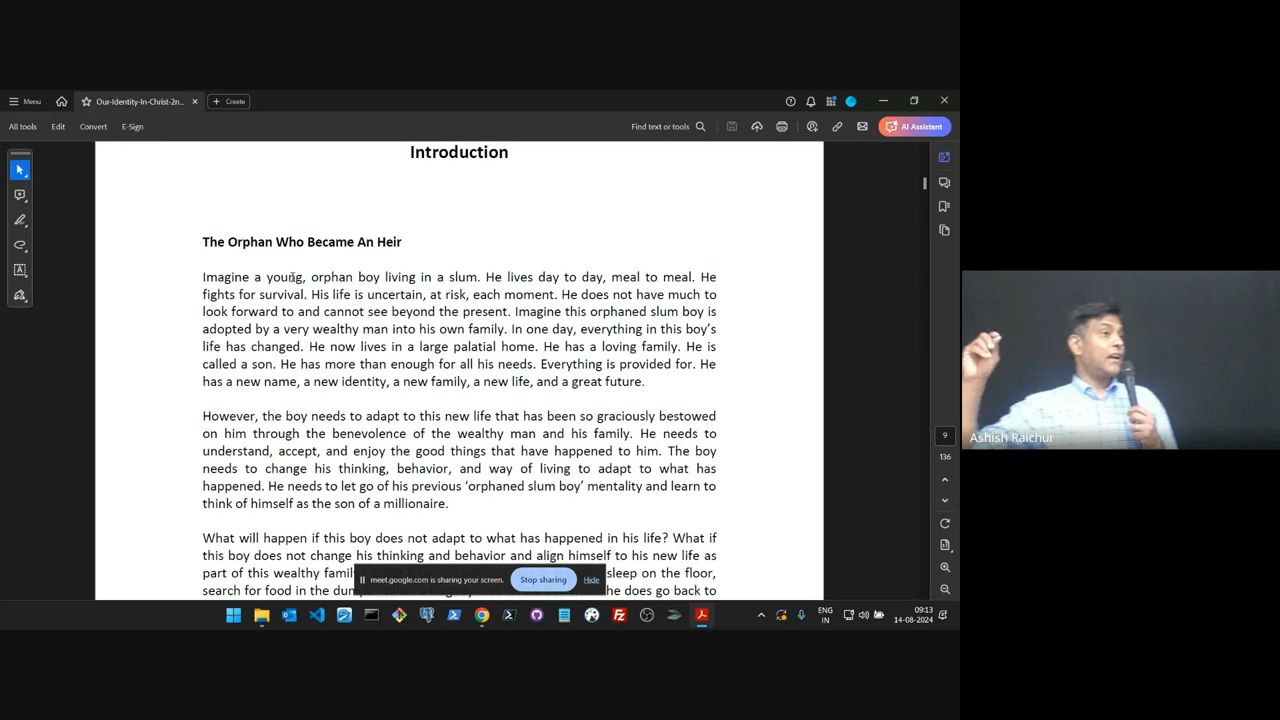 Menu
Our-Identity-In-Christ-2n...
Create
All tools
Edit
Convert
E-Sign
Find text or tools
AI Assistant
Introduction
The Orphan Who Became An Heir
Imagine a young, orphan boy living in a slum. He lives day to day, meal to meal. He
fights for survival. His life is uncertain, at risk, each moment. He does not have much to
look forward to and cannot see beyond the present. Imagine this orphaned slum boy is
adopted by a very wealthy man into his own family. In one day, everything in this boy's
life has changed. He now lives in a large palatial home. He has a loving family. He is
called a son. He has more than enough for all his needs. Everything is provided for. He
has a new name, a new identity, a new family, a new life, and a great future.
However, the boy needs to adapt to this new life that has been so graciously bestowed
on him through the benevolence of the wealthy man and his family. He needs to
understand, accept, and enjoy the good things that have happened to him. The boy
needs to change his thinking, behavior, and way of living to adapt to what has
happened. He needs to let go of his previous 'orphaned slum boy' mentality and learn to
think of himself as the son of a millionaire.
What will happen if this boy does not adapt to what has happened in his life? What if
this boy does not change his thinking and behavior and align himself to his new life as
part of this wealthy family
sleep on the floor,
search for food in the
he does go back to
meet.google.com is sharing your screen.
Stop sharing
Hide
9
136
Ashish Raichur
ENG
IN
09:13
14-08-2024